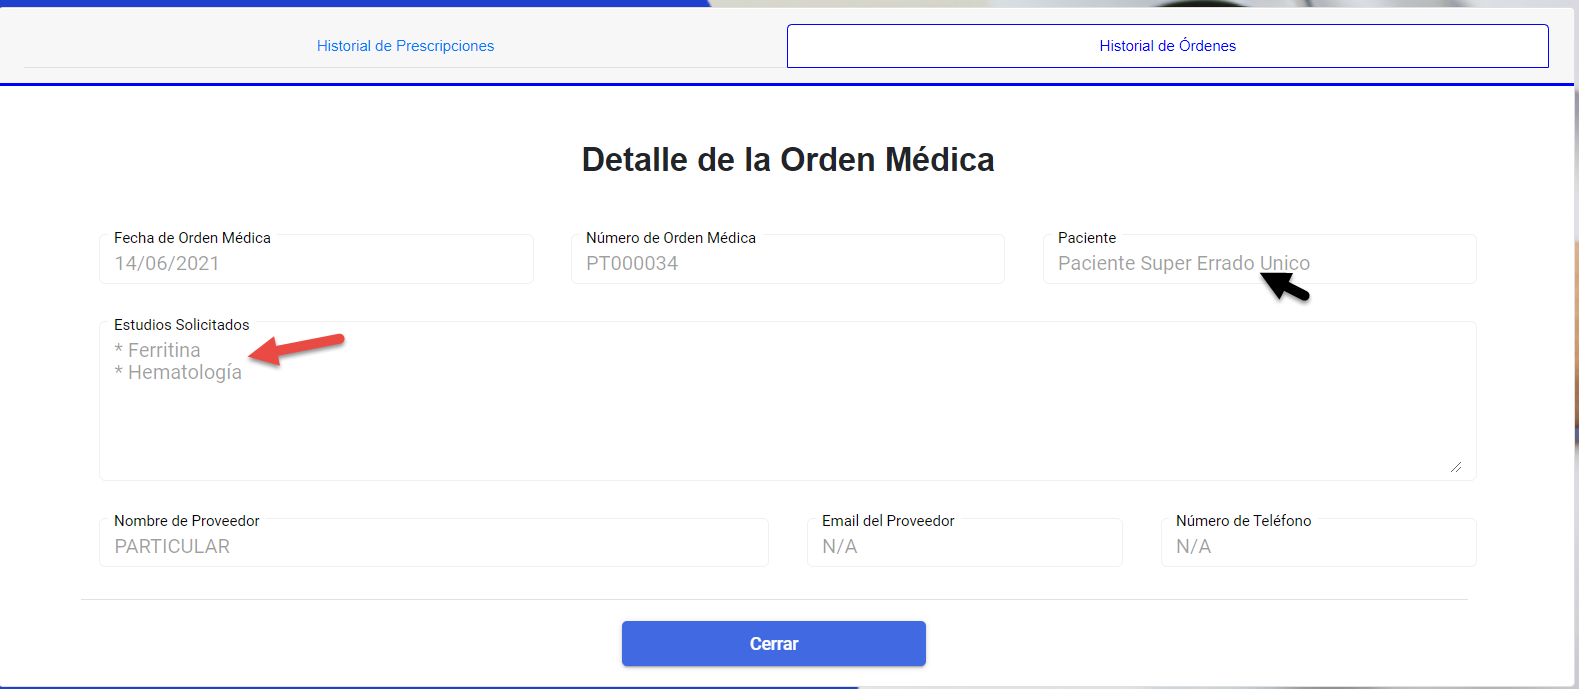 Historial de Prescripciones
Historial de Órdenes
Detalle de la Orden Médica
Fecha de Orden Médica
14/06/2021
Número de Orden Médica
PT000034
Paciente
Paciente Super Errado Unico
Estudios Solicitados
* Ferritina
* Hematología
Nombre de Proveedor
PARTICULAR
Email del Proveedor
N/A
Número de Teléfono
N/A
Cerrar